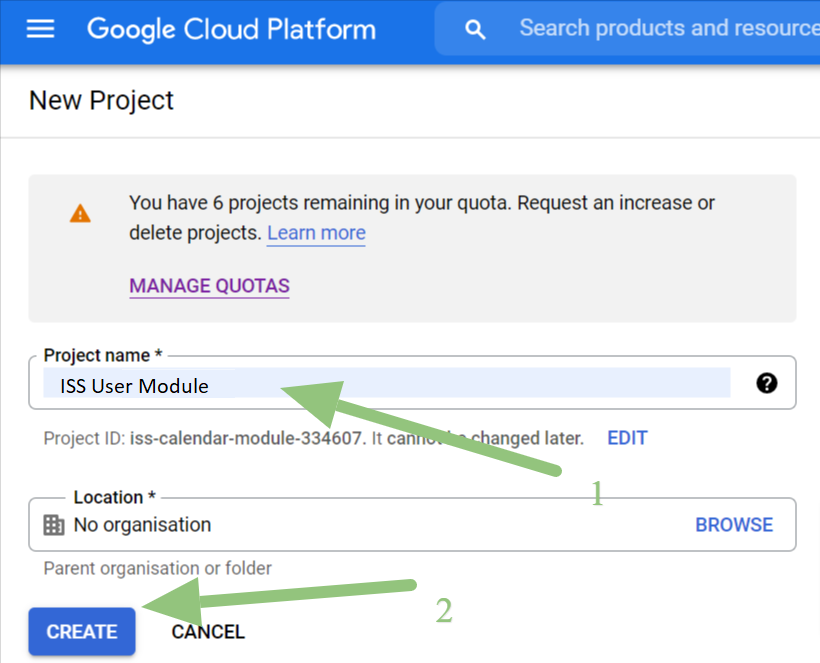 Google Cloud Platform
Search products and resource
New Project
You have 6 projects remaining in your quota. Request an increase or
delete projects. Learn more
MANAGE QUOTAS
Project name *
ISS User Module
Project ID: iss-calendar-module-334607. It cannot be changed later. EDIT
1
Location *
No organisation BROWSE
Parent organisation or folder
2
CREATE CANCEL